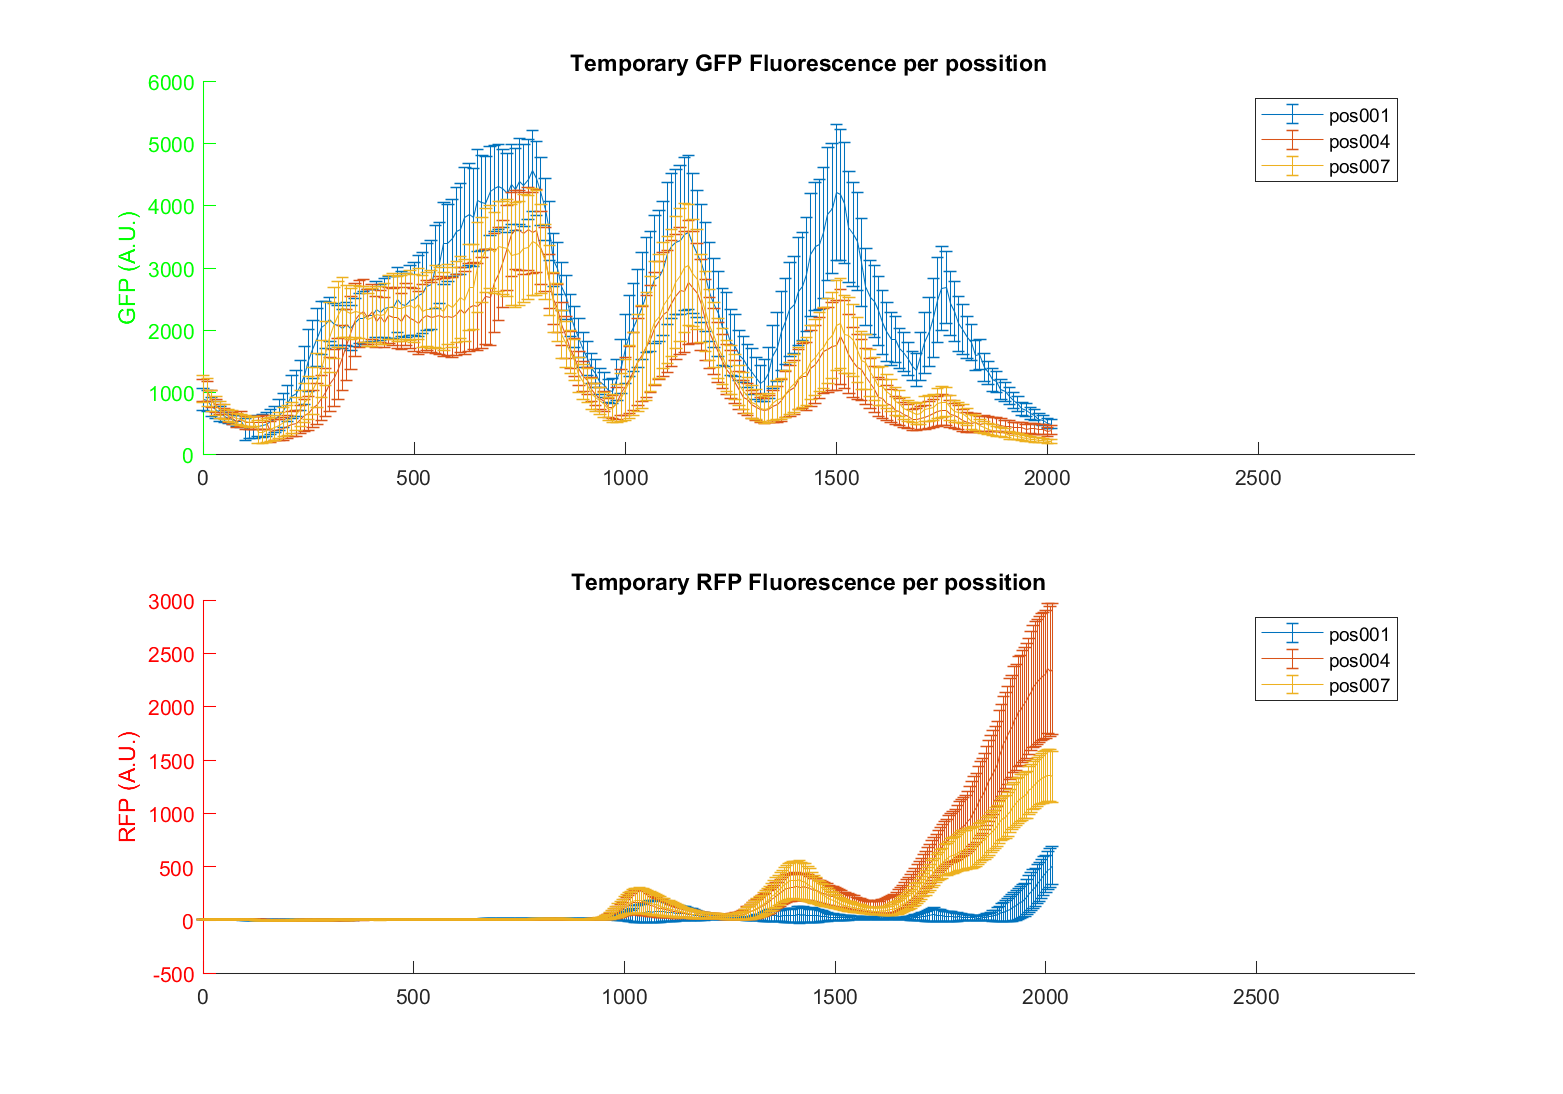 Temporary GFP Fluorescence per possition
GFP (A.U.)
6000
5000
4000
3000
2000
1000
0
0 500 1000 1500 2000 2500
pos001
pos004
pos007
Temporary RFP Fluorescence per possition
RFP (A.U.)
3000
2500
2000
1500
1000
500
0
-500
0 500 1000 1500 2000 2500
pos001
pos004
pos007